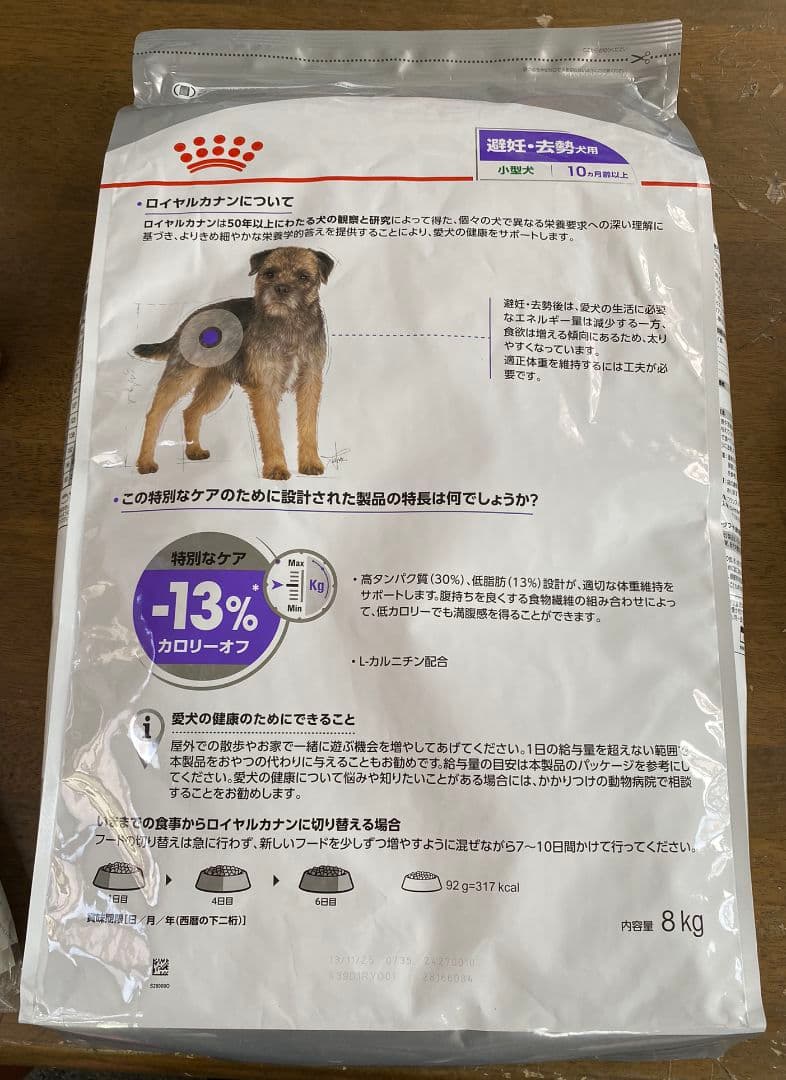 避妊・去勢犬用
小型犬 10ヵ月齢以上
・ロイヤルカナンについて
ロイヤルカナンは50年以上にわたる犬の観察と研究によって得た、個々の犬で異なる栄養要求への深い理解に
基づき、よりきめ細やかな栄養学的答えを提供することにより、愛犬の健康をサポートします。
避妊・去勢後は、愛犬の生活に必要
なエネルギー量は減少する一方、
食欲は増える傾向にあるため、太り
やすくなっています。
適正体重を維持するには工夫が必
要です。
・この特別なケアのために設計された製品の特長は何でしょうか?
特別なケア
-13%*
カロリーオフ
Max
Kg
Min
・高タンパク質(30%)、低脂肪(13%)設計が、適切な体重維持を
サポートします。腹持ちを良くする食物繊維の組み合わせによっ
て、低カロリーでも満腹感を得ることができます。
・L-カルニチン配合
i
愛犬の健康のためにできること
屋外での散歩やお家で一緒に遊ぶ機会を増やしてあげてください。1日の給与量を超えない範囲で
本製品をおやつの代わりに与えることもお勧めです。給与量の目安は本製品のパッケージを参考にし
てください。愛犬の健康について悩みや知りたいことがある場合には、かかりつけの動物病院で相談
することをお勧めします。
いままでの食事からロイヤルカナンに切り替える場合
フードの切り替えは急に行わず、新しいフードを少しずつ増やすように混ぜながら7〜10日間かけて行ってください。
1日目
4日目
6日目
92 g=317 kcal
賞味期限[日/月/年(西暦の下二桁)]
内容量 8 kg
13/11/25 0735